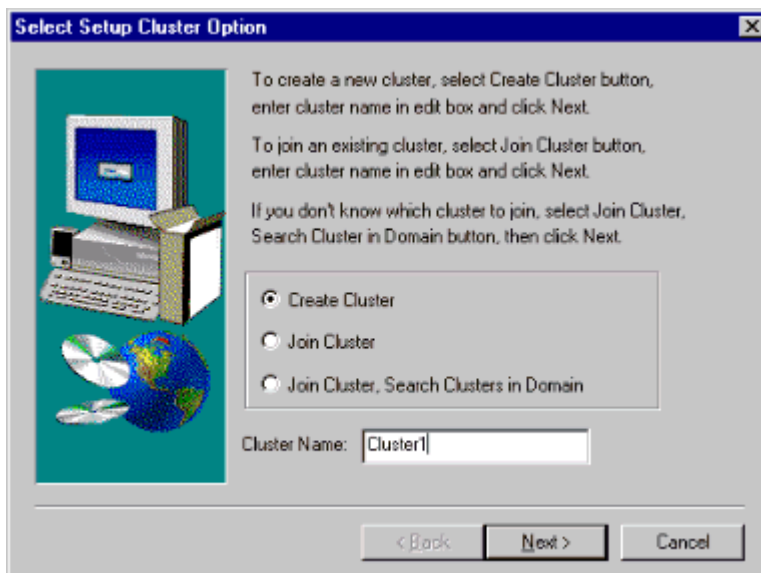 Select Setup Cluster Option
To create a new cluster, select Create Cluster button,
enter cluster name in edit box and click Next.
To join an existing cluster, select Join Cluster button,
enter cluster name in edit box and click Next.
If you don't know which cluster to join, select Join Cluster,
Search Cluster in Domain button, then click Next.
Create Cluster
Join Cluster
Join Cluster, Search Clusters in Domain
Cluster Name: Cluster1
< Back Next > Cancel